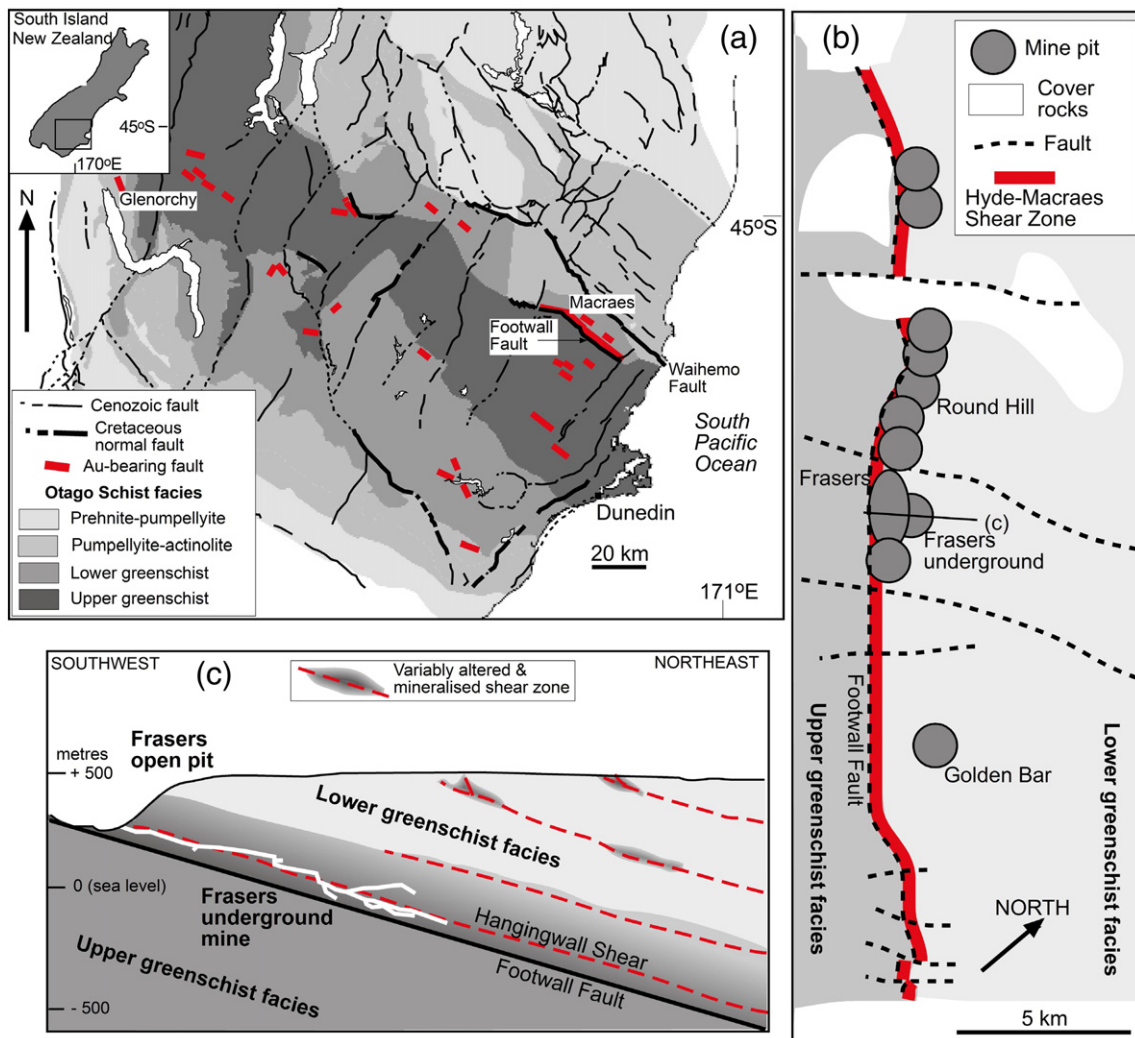 South Island
New Zealand
45ºS
170ºE
(a)
N
Glenorchy
45ºS
Macraes
Footwall
Fault
Waihemo
Fault
South
Pacific
Ocean
Dunedin
20 km
171ºE
Cenozoic fault
Cretaceous
normal fault
Au-bearing fault
Otago Schist facies
Prehnite-pumpellyite
Pumpellyite-actinolite
Lower greenschist
Upper greenschist
(b)
Mine pit
Cover
rocks
Fault
Hyde-Macraes
Shear Zone
Round Hill
Frasers
(c)
Frasers
underground
Footwall Fault
Upper greenschist facies
Lower greenschist facies
Golden Bar
NORTH
5 km
SOUTHWEST
(c)
Variably altered &
mineralised shear zone
NORTHEAST
metres
+ 500
Frasers
open pit
Lower greenschist facies
0 (sea level)
Frasers
underground
mine
Hangingwall Shear
Footwall Fault
Upper greenschist facies
- 500